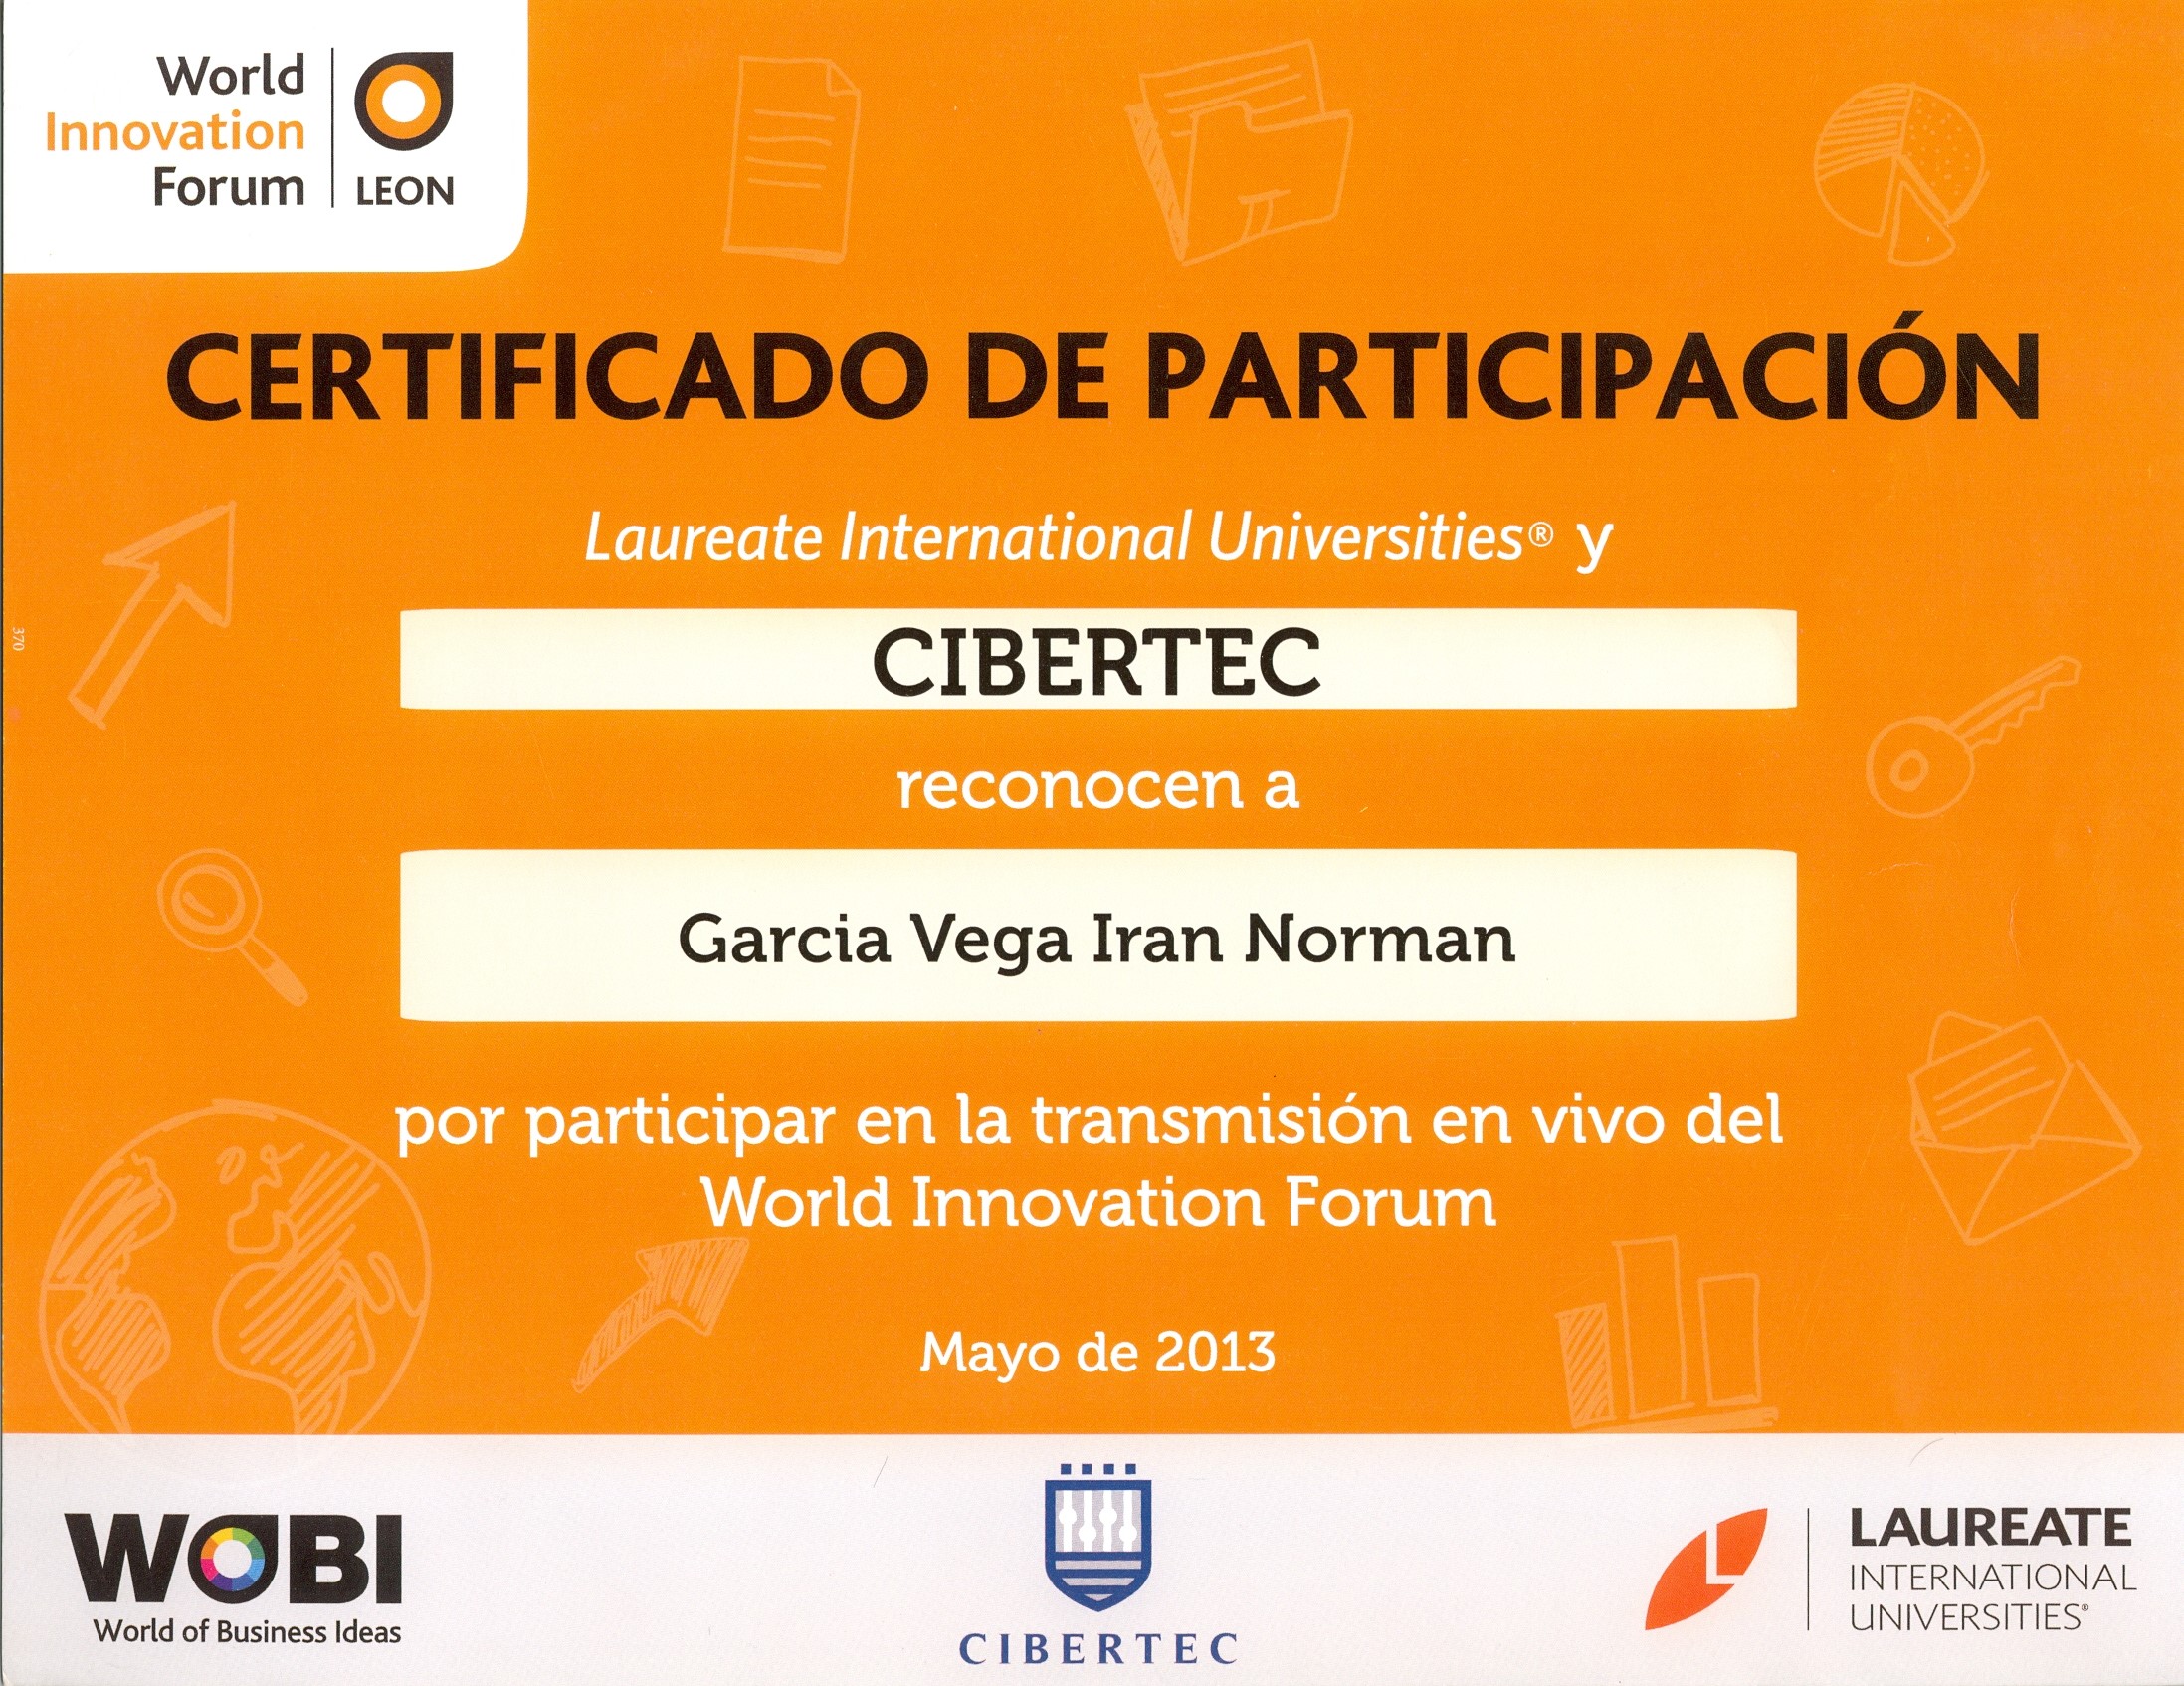 World
Innovation
Forum
LEON
CERTIFICADO DE PARTICIPACIÓN
Laureate International Universities® y
CIBERTEC
reconocen a
Garcia Vega Iran Norman
por participar en la transmisión en vivo del
World Innovation Forum
Mayo de 2013
370
WOBI
World of Business Ideas
CIBERTEC
LAUREATE
INTERNATIONAL
UNIVERSITIES®